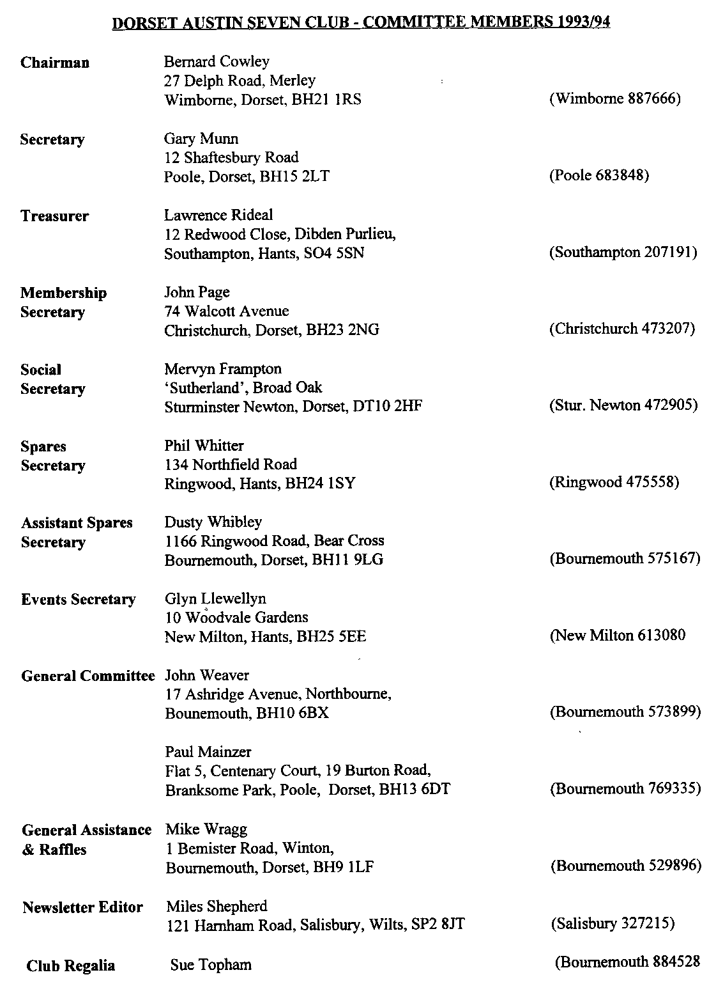 DORSET AUSTIN SEVEN CLUB - COMMITTEE MEMBERS 1993/94
Chairman Bernard Cowley
27 Delph Road, Merley
Wimborne, Dorset, BH21 1RS (Wimborne 887666)
Secretary Gary Munn
12 Shaftesbury Road
Poole, Dorset, BH15 2LT (Poole 683848)
Treasurer Lawrence Rideal
12 Redwood Close, Dibden Purlieu,
Southampton, Hants, SO4 5SN (Southampton 207191)
Membership John Page
Secretary 74 Walcott Avenue
Christchurch, Dorset, BH23 2NG (Christchurch 473207)
Social Mervyn Frampton
Secretary 'Sutherland', Broad Oak
Sturminster Newton, Dorset, DT10 2HF (Stur. Newton 472905)
Spares Phil Whitter
Secretary 134 Northfield Road
Ringwood, Hants, BH24 1SY (Ringwood 475558)
Assistant Spares Dusty Whibley
Secretary 1166 Ringwood Road, Bear Cross
Bournemouth, Dorset, BH11 9LG (Bournemouth 575167)
Events Secretary Glyn Llewellyn
10 Woodvale Gardens
New Milton, Hants, BH25 5EE (New Milton 613080
General Committee John Weaver
17 Ashridge Avenue, Northbourne,
Bounemouth, BH10 6BX (Bournemouth 573899)
Paul Mainzer
Flat 5, Centenary Court, 19 Burton Road,
Branksome Park, Poole, Dorset, BH13 6DT (Bournemouth 769335)
General Assistance Mike Wragg
& Raffles 1 Bemister Road, Winton,
Bournemouth, Dorset, BH9 1LF (Bournemouth 529896)
Newsletter Editor Miles Shepherd
121 Harnham Road, Salisbury, Wilts, SP2 8JT (Salisbury 327215)
Club Regalia Sue Topham (Bournemouth 884528